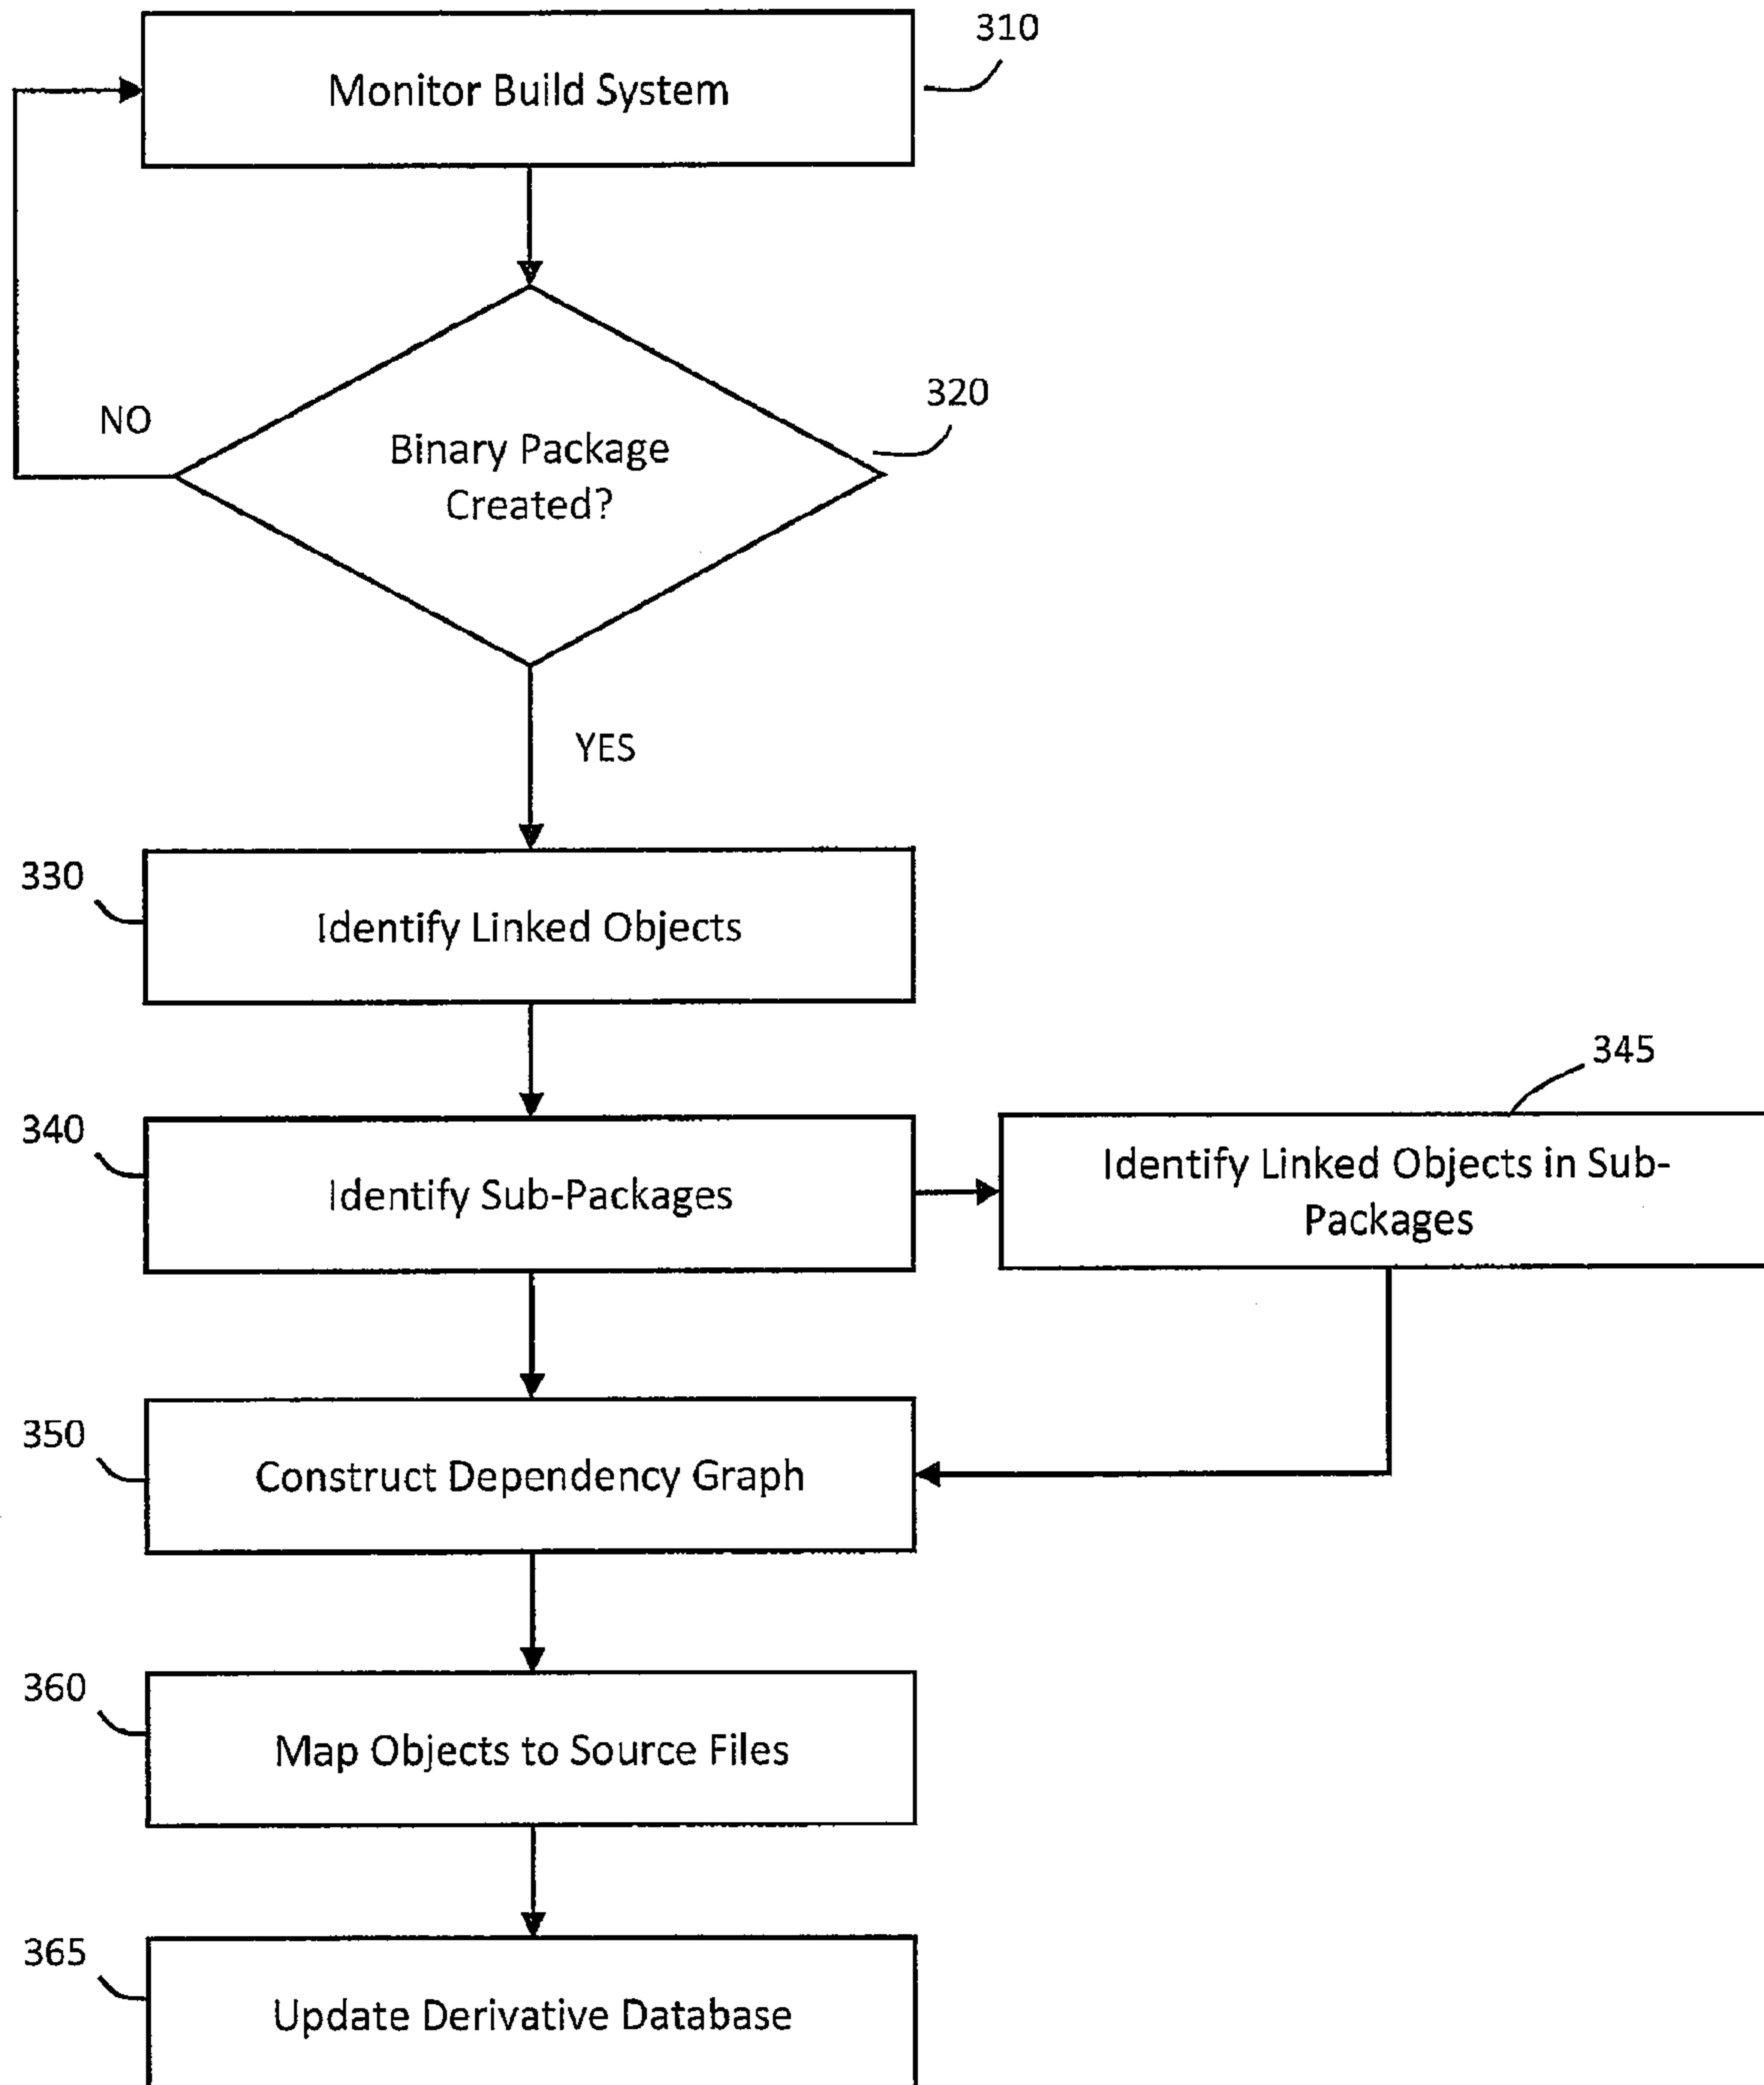 310
Monitor Build System
320
NO
Binary Package
Created?
YES
330
Identify Linked Objects
345
340
Identify Sub-Packages
Identify Linked Objects in Sub-
Packages
350
Construct Dependency Graph
360
Map Objects to Source Files
365
Update Derivative Database